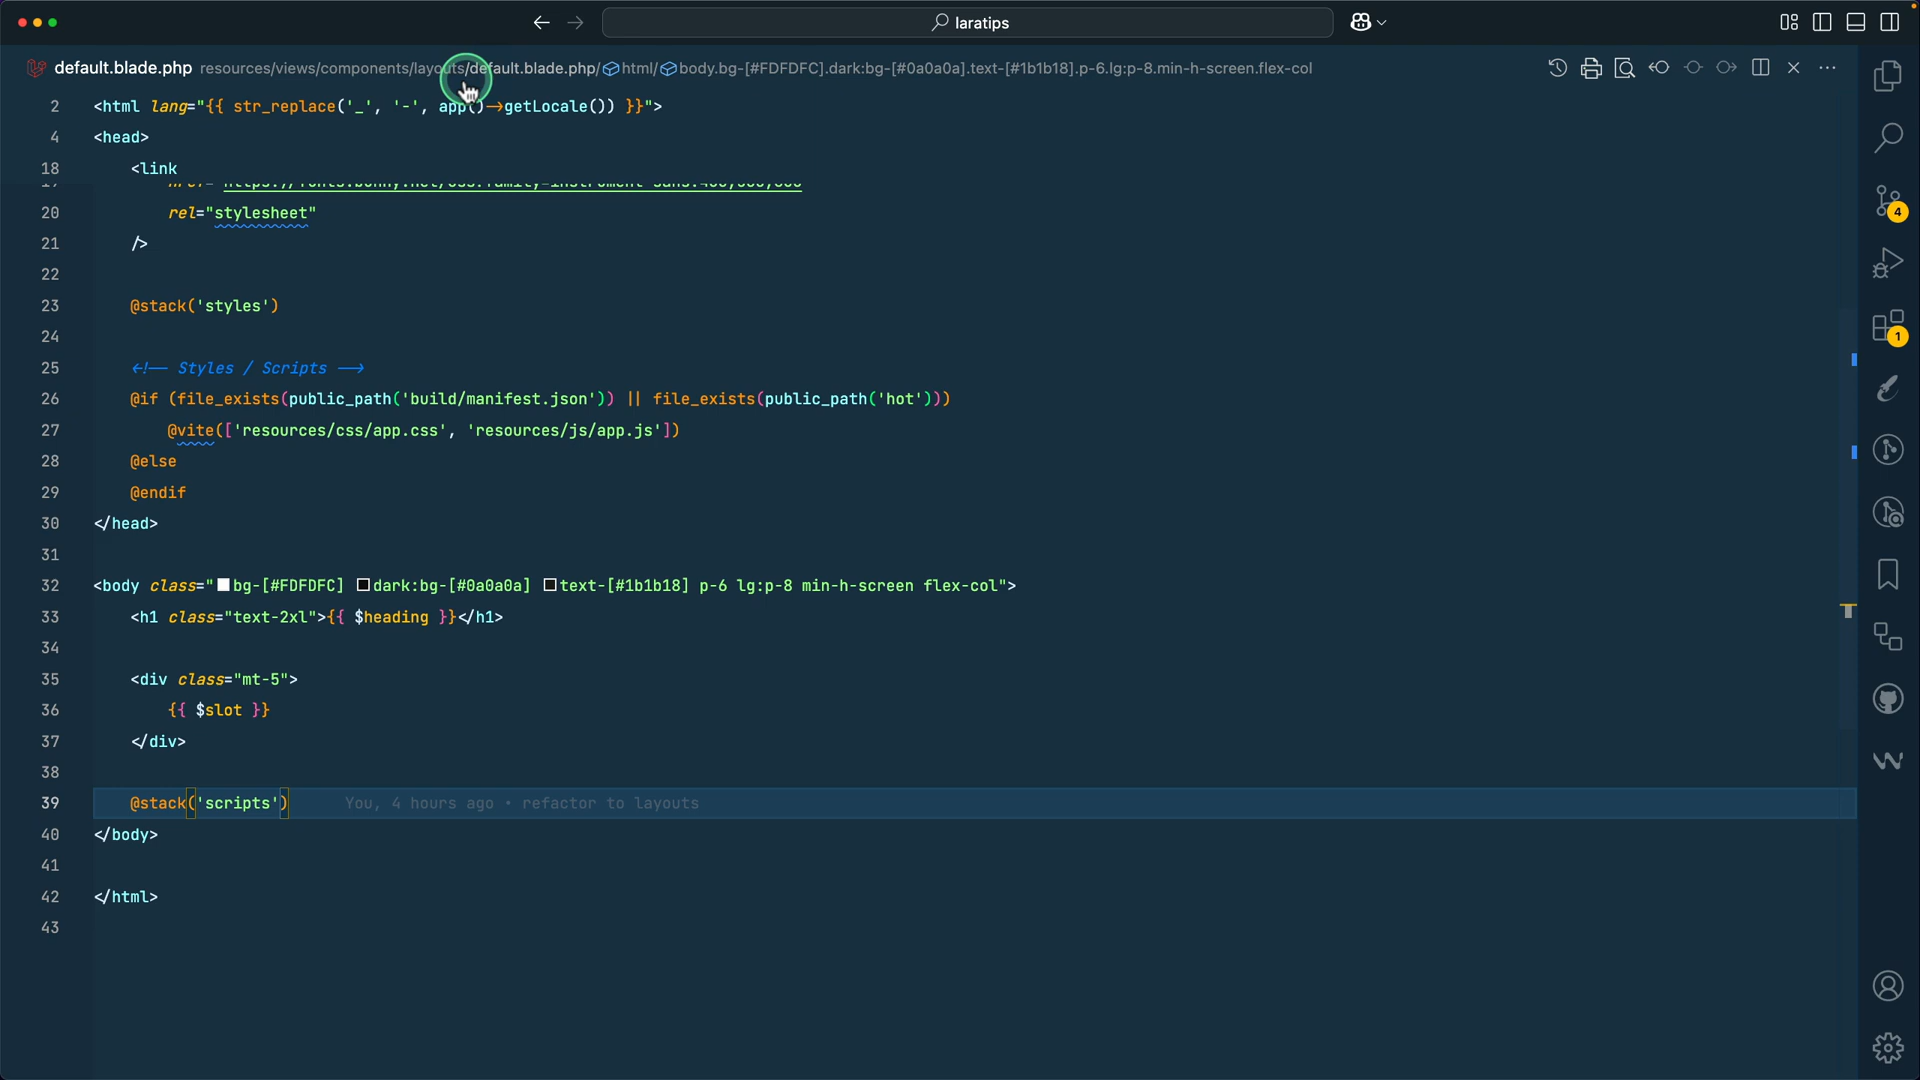 laratips
default.blade.php resources/views/components/layouts/default.blade.php/ html/ body.bg-[#FDFDFC].dark:bg-[#0a0a0a].text-[#1b1b18].p-6.lg:p-8.min-h-screen.flex-col
2 <html lang="{{ str_replace('_', '-', app()->getLocale()) }}">
4 <head>
18 <link
20 rel="stylesheet"
21 />
22
23 @stack('styles')
24
25 <!-- Styles / Scripts -->
26 @if (file_exists(public_path('build/manifest.json')) || file_exists(public_path('hot')))
27 @vite(['resources/css/app.css', 'resources/js/app.js'])
28 @else
29 @endif
30 </head>
31
32 <body class="bg-[#FDFDFC] dark:bg-[#0a0a0a] text-[#1b1b18] p-6 lg:p-8 min-h-screen flex-col">
33 <h1 class="text-2xl">{{ $heading }}</h1>
34
35 <div class="mt-5">
36 {{ $slot }}
37 </div>
38
39 @stack('scripts') You, 4 hours ago • refactor to layouts
40 </body>
41
42 </html>
43
4
1